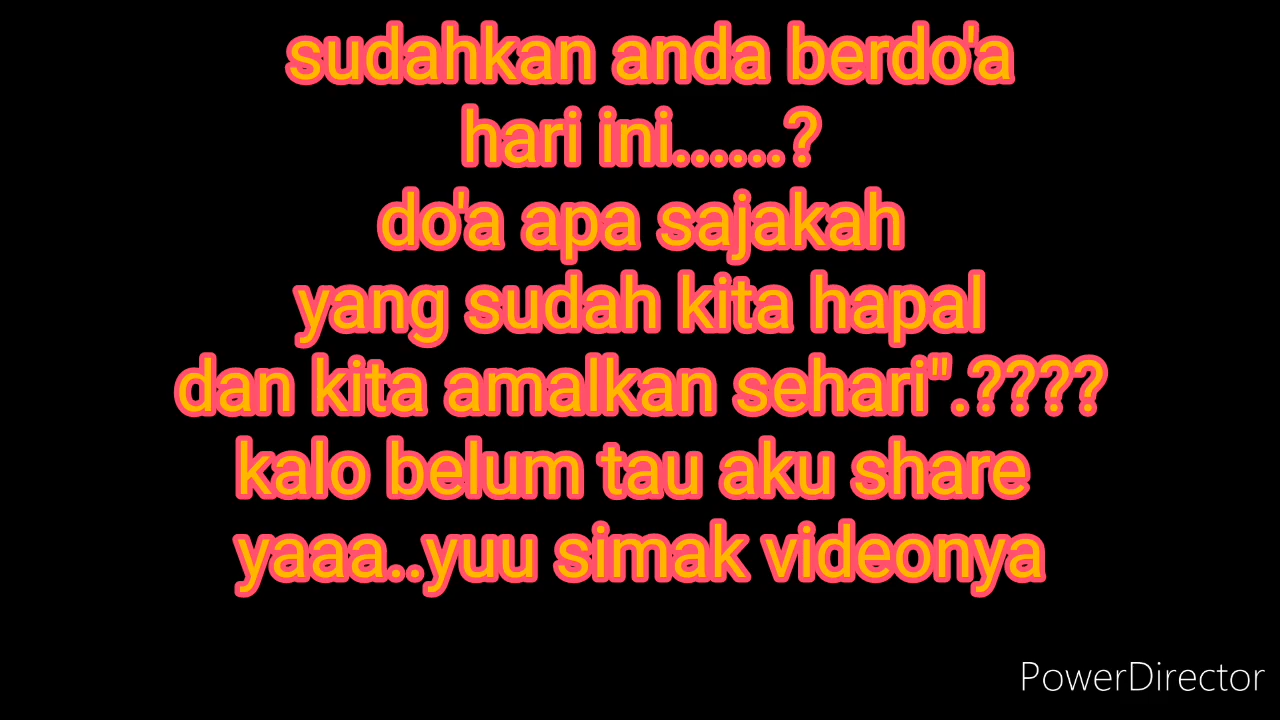 sudahkan anda berdo'a
hari ini.......?
do'a apa sajakah
yang sudah kita hapal
dan kita amalkan sehari".????
kalo belum tau aku share
yaaa..yuu simak videonya
PowerDirector